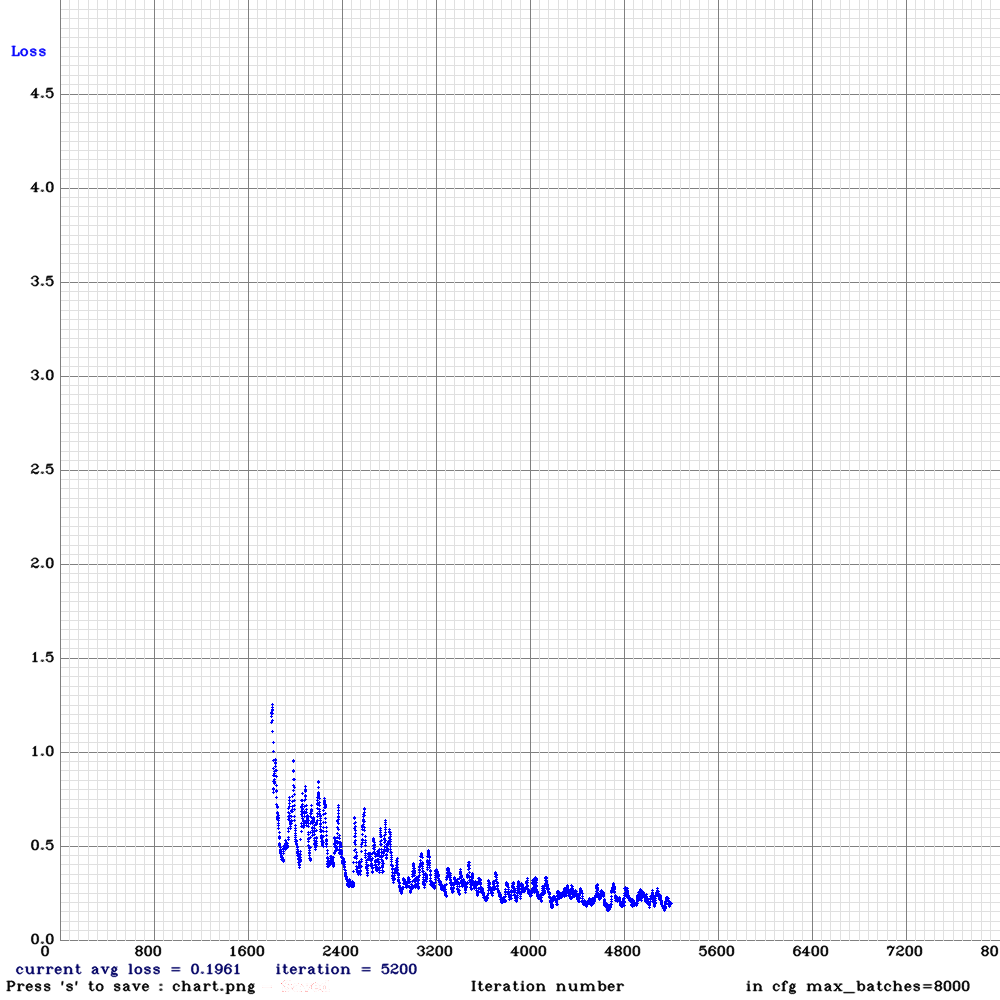 Loss
4.5
4.0
3.5
3.0
2.5
2.0
1.5
1.0
0.5
0.0
0 800 1600 2400 3200 4000 4800 5600 6400 7200 80
current avg loss = 0.1961 iteration = 5200
Press 's' to save : chart.png Iteration number in cfg max_batches=8000